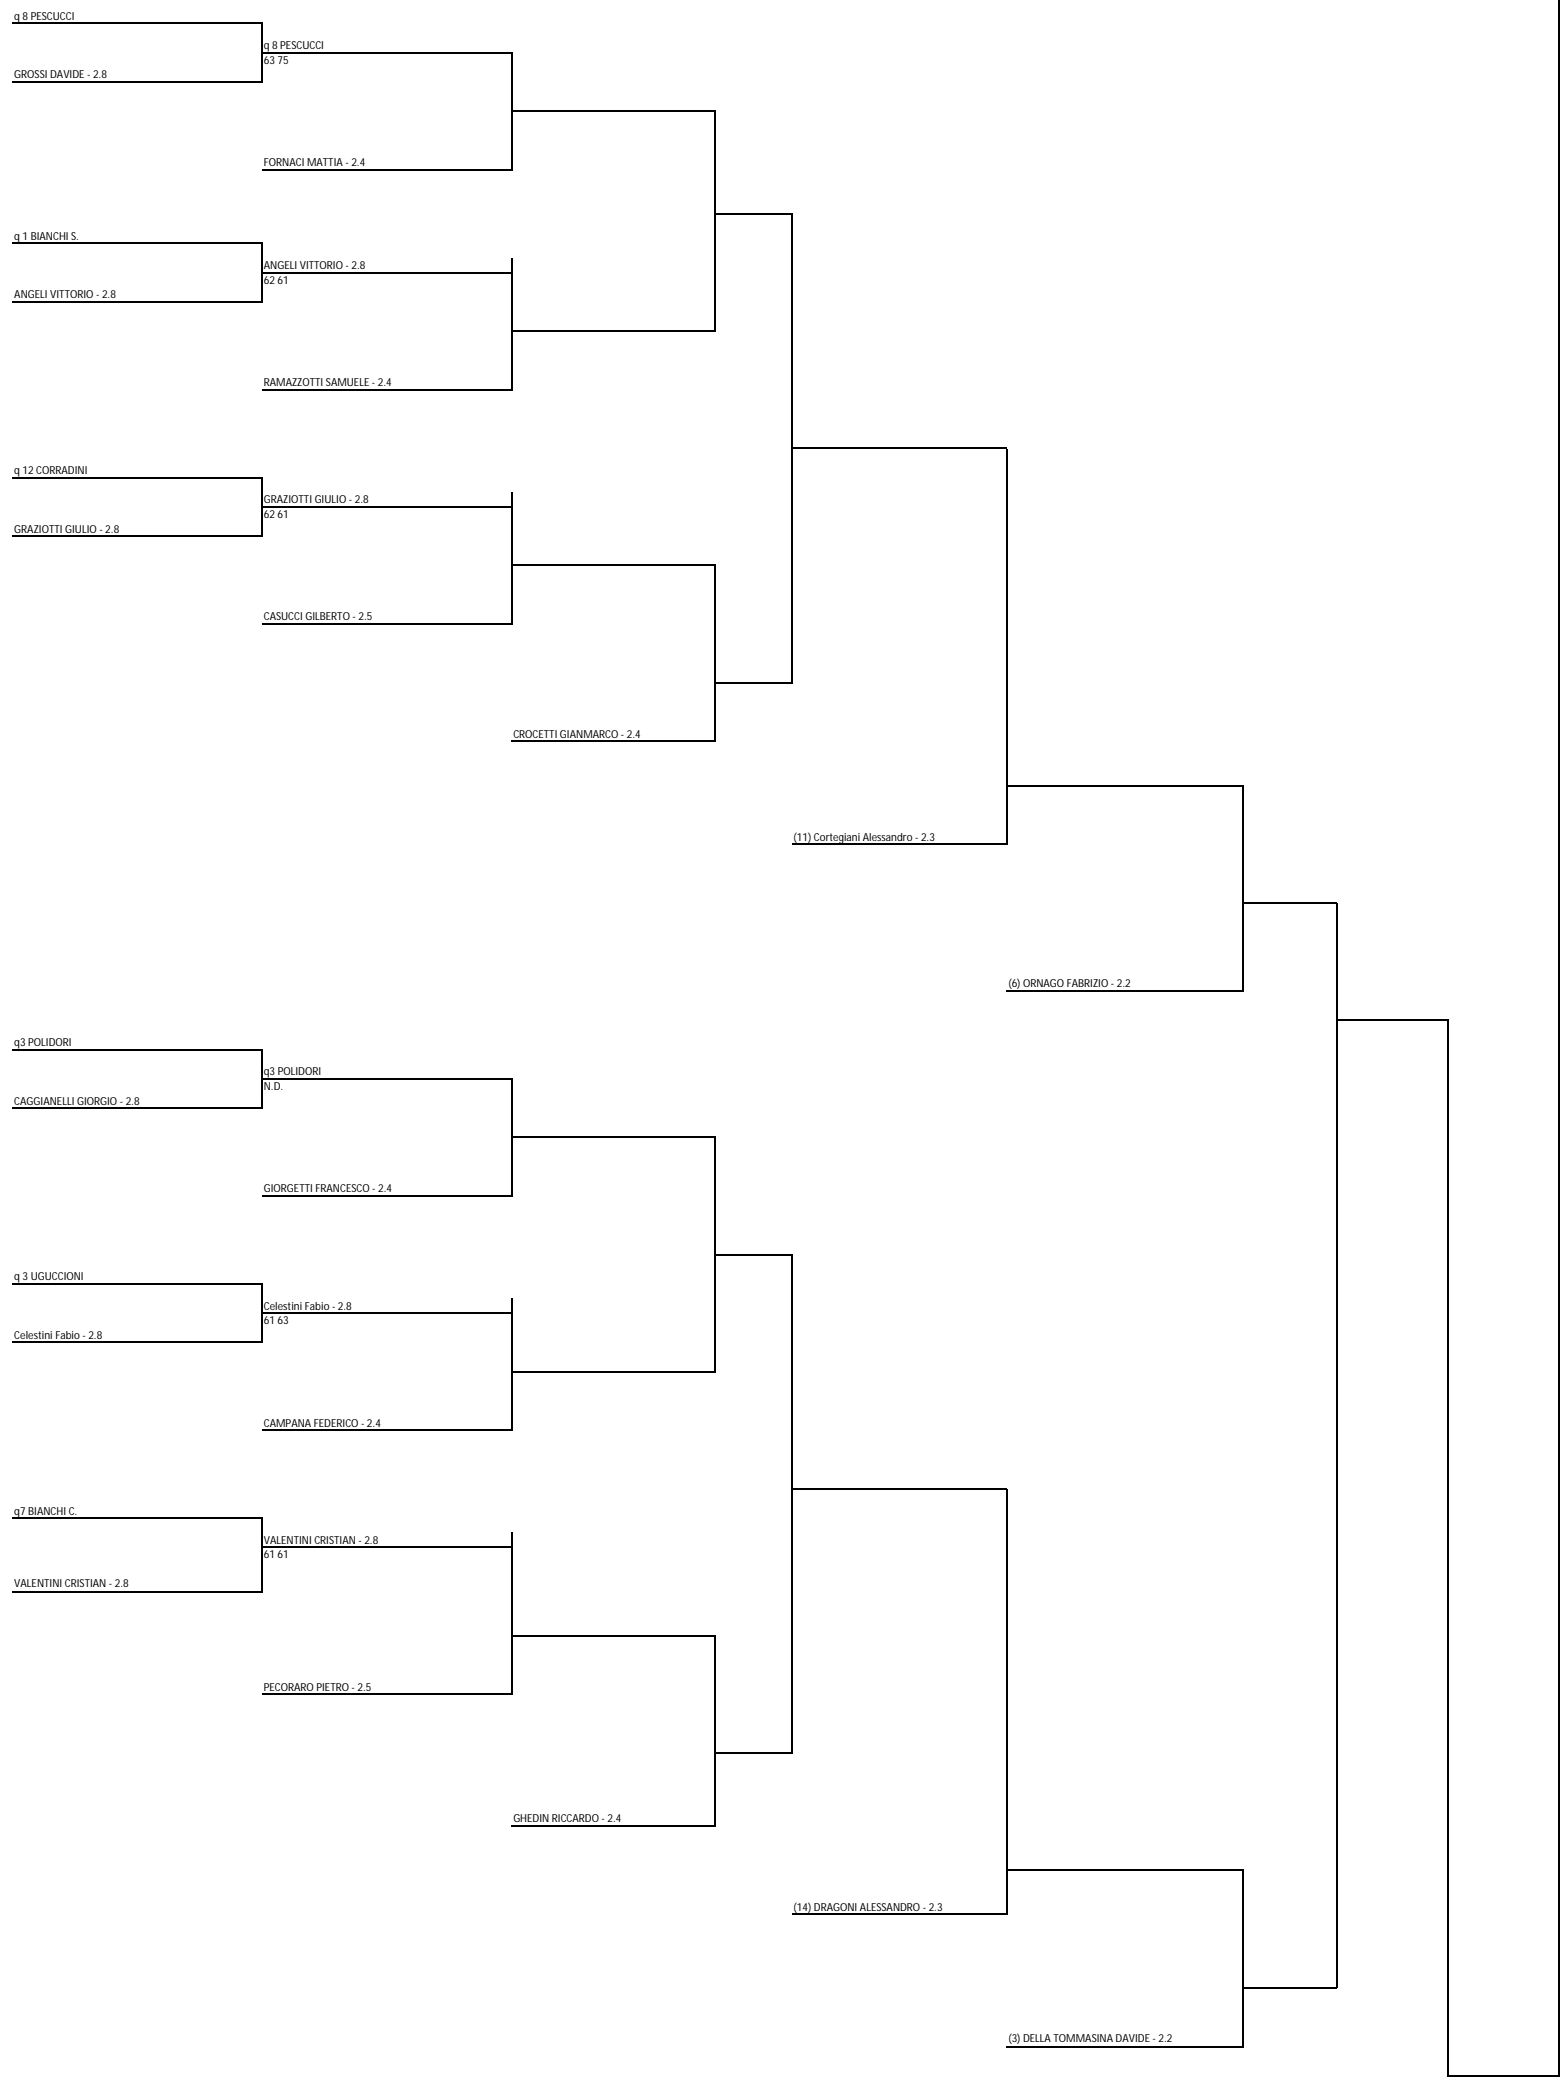 q 8 PESCUCCI
q 8 PESCUCCI
63 75
GROSSI DAVIDE - 2.8
FORNACI MATTIA - 2.4
q 1 BIANCHI S.
ANGELI VITTORIO - 2.8
62 61
ANGELI VITTORIO - 2.8
RAMAZZOTTI SAMUELE - 2.4
q 12 CORRADINI
GRAZIOTTI GIULIO - 2.8
62 61
GRAZIOTTI GIULIO - 2.8
CASUCCI GILBERTO - 2.5
CROCETTI GIANMARCO - 2.4
(11) Cortegiani Alessandro - 2.3
(6) ORNAGO FABRIZIO - 2.2
q3 POLIDORI
q3 POLIDORI
N.D.
CAGGIANELLI GIORGIO - 2.8
GIORGETTI FRANCESCO - 2.4
q 3 UGUCCIONI
Celestini Fabio - 2.8
61 63
Celestini Fabio - 2.8
CAMPANA FEDERICO - 2.4
q7 BIANCHI C.
VALENTINI CRISTIAN - 2.8
61 61
VALENTINI CRISTIAN - 2.8
PECORARO PIETRO - 2.5
GHEDIN RICCARDO - 2.4
(14) DRAGONI ALESSANDRO - 2.3
(3) DELLA TOMMASINA DAVIDE - 2.2